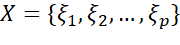 X = {ξ₁, ξ₂, …, ξₚ}